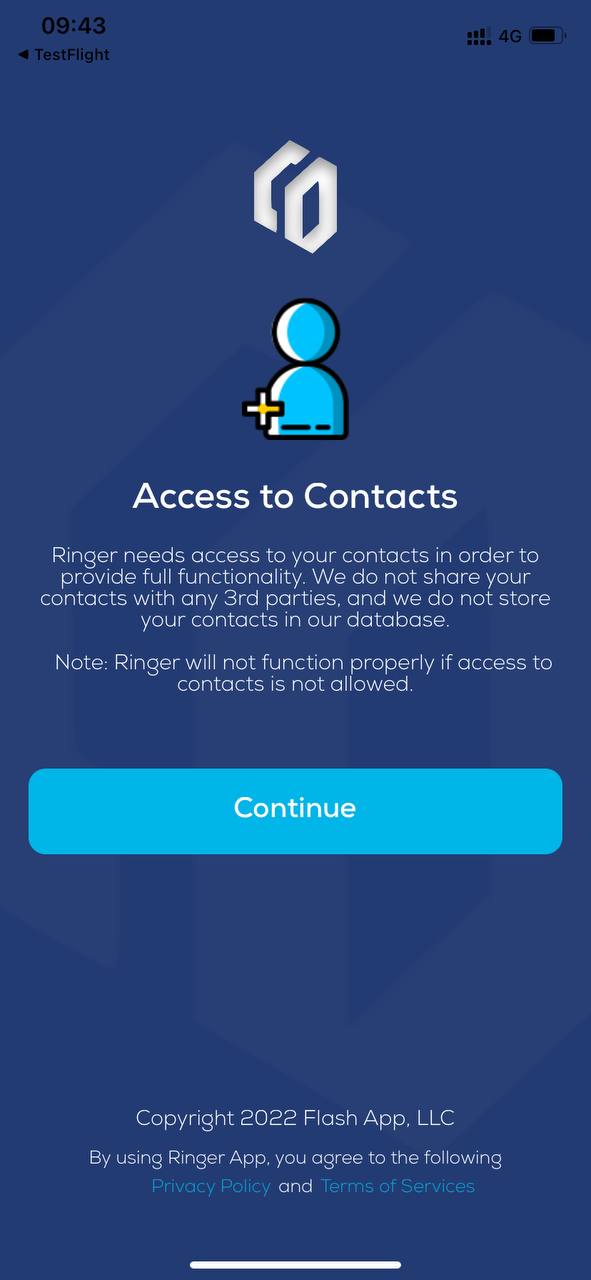 09:43
4G
◀ TestFlight
Access to Contacts
Ringer needs access to your contacts in order to
provide full functionality. We do not share your
contacts with any 3rd parties, and we do not store
your contacts in our database.
Note: Ringer will not function properly if access to
contacts is not allowed.
Continue
Copyright 2022 Flash App, LLC
By using Ringer App, you agree to the following
Privacy Policy and Terms of Services